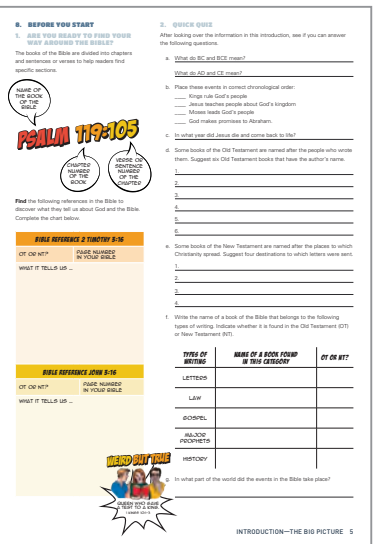 6. BEFORE YOU START
1. ARE YOU READY TO FIND YOUR
WAY AROUND THE BIBLE?
The books of the Bible are divided into chapters
and sentences or verses to help readers find
specific sections.
NAME OF
THE BOOK
OF THE
BIBLE
PSALM 119:105
CHAPTER
NUMBER
OF THE
BOOK
VERSE OR
SENTENCE
NUMBER
OF THE
CHAPTER
Find the following references in the Bible to
discover what they tell us about God and the Bible.
Complete the chart below.
BIBLE REFERENCE 2 TIMOTHY 3:16
OT OR NT?
PAGE NUMBER
IN YOUR BIBLE
WHAT IT TELLS US ...
BIBLE REFERENCE JOHN 3:16
OT OR NT?
PAGE NUMBER
IN YOUR BIBLE
WHAT IT TELLS US ...
WEIRD BUT TRUE
QUEEN WHO GAVE
A TEST TO A KING.
1 KINGS 10:1-3
2. QUICK QUIZ
After looking over the information in this introduction, see if you can answer
the following questions.
a. What do BC and BCE mean?
What do AD and CE mean?
b. Place these events in correct chronological order:
____ Kings rule God's people
____ Jesus teaches people about God's kingdom
____ Moses leads God's people
____ God makes promises to Abraham.
c. In what year did Jesus die and come back to life?
d. Some books of the Old Testament are named after the people who wrote
them. Suggest six Old Testament books that have the author's name.
1.
2.
3.
4.
5.
6.
e. Some books of the New Testament are named after the places to which
Christianity spread. Suggest four destinations to which letters were sent.
1.
2.
3.
4.
f. Write the name of a book of the Bible that belongs to the following
types of writing. Indicate whether it is found in the Old Testament (OT)
or New Testament (NT).
TYPES OF
WRITING
NAME OF A BOOK FOUND
IN THIS CATEGORY
OT OR NT?
LETTERS
LAW
GOSPEL
MAJOR
PROPHETS
HISTORY
g. In what part of the world did the events in the Bible take place?
INTRODUCTION—THE BIG PICTURE 5